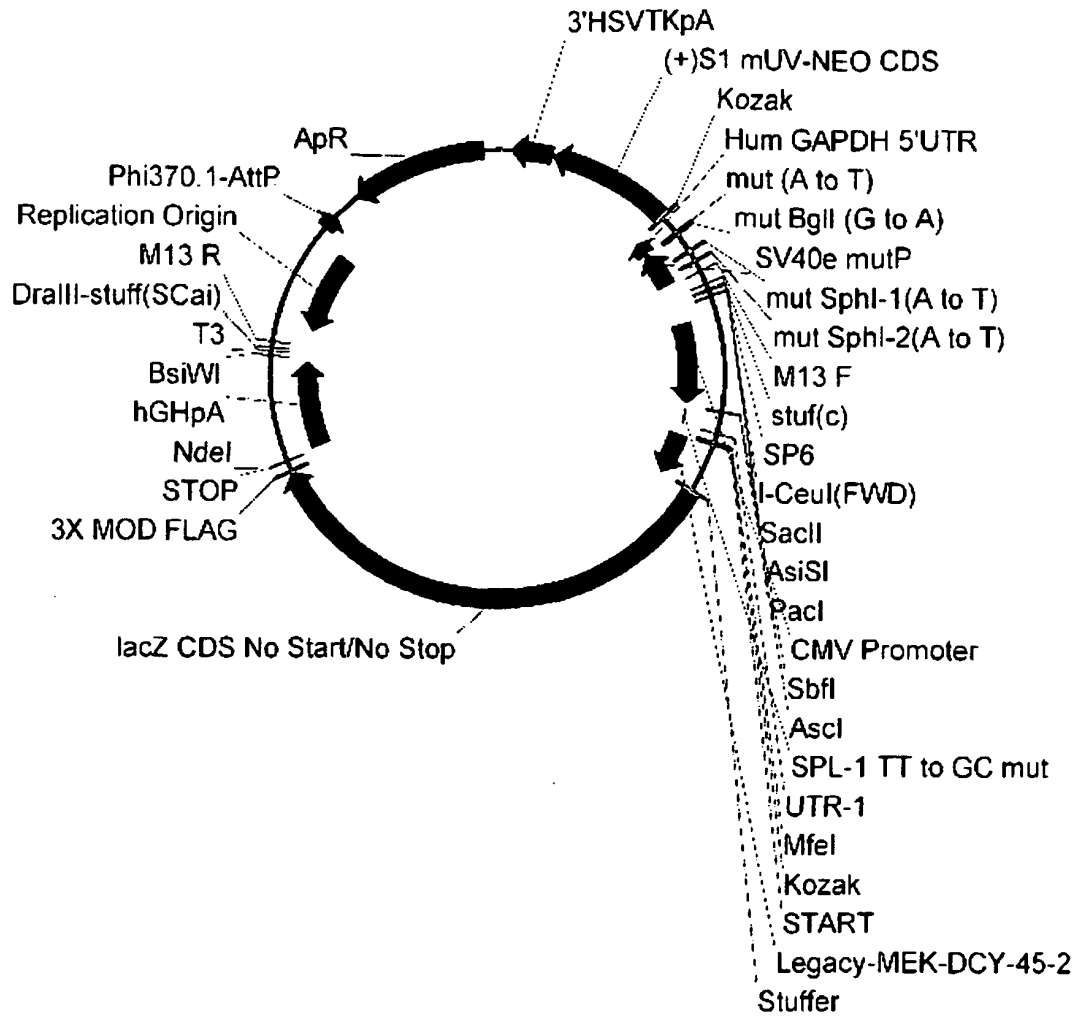 3'HSVTKpA
(+)S1 mUV-NEO CDS
Kozak
Hum GAPDH 5'UTR
mut (A to T)
mut BglI (G to A)
SV40e mutP
mut SphI-1(A to T)
mut SphI-2(A to T)
M13 F
stuf(c)
SP6
I-CeuI(FWD)
SacII
AsiSI
PacI
CMV Promoter
SbfI
AscI
SPL-1 TT to GC mut
UTR-1
MfeI
Kozak
START
Legacy-MEK-DCY-45-2
Stuffer
ApR
Phi370.1-AttP
Replication Origin
M13 R
DraIII-stuff(SCai)
T3
BsiWI
hGHpA
NdeI
STOP
3X MOD FLAG
lacZ CDS No Start/No Stop